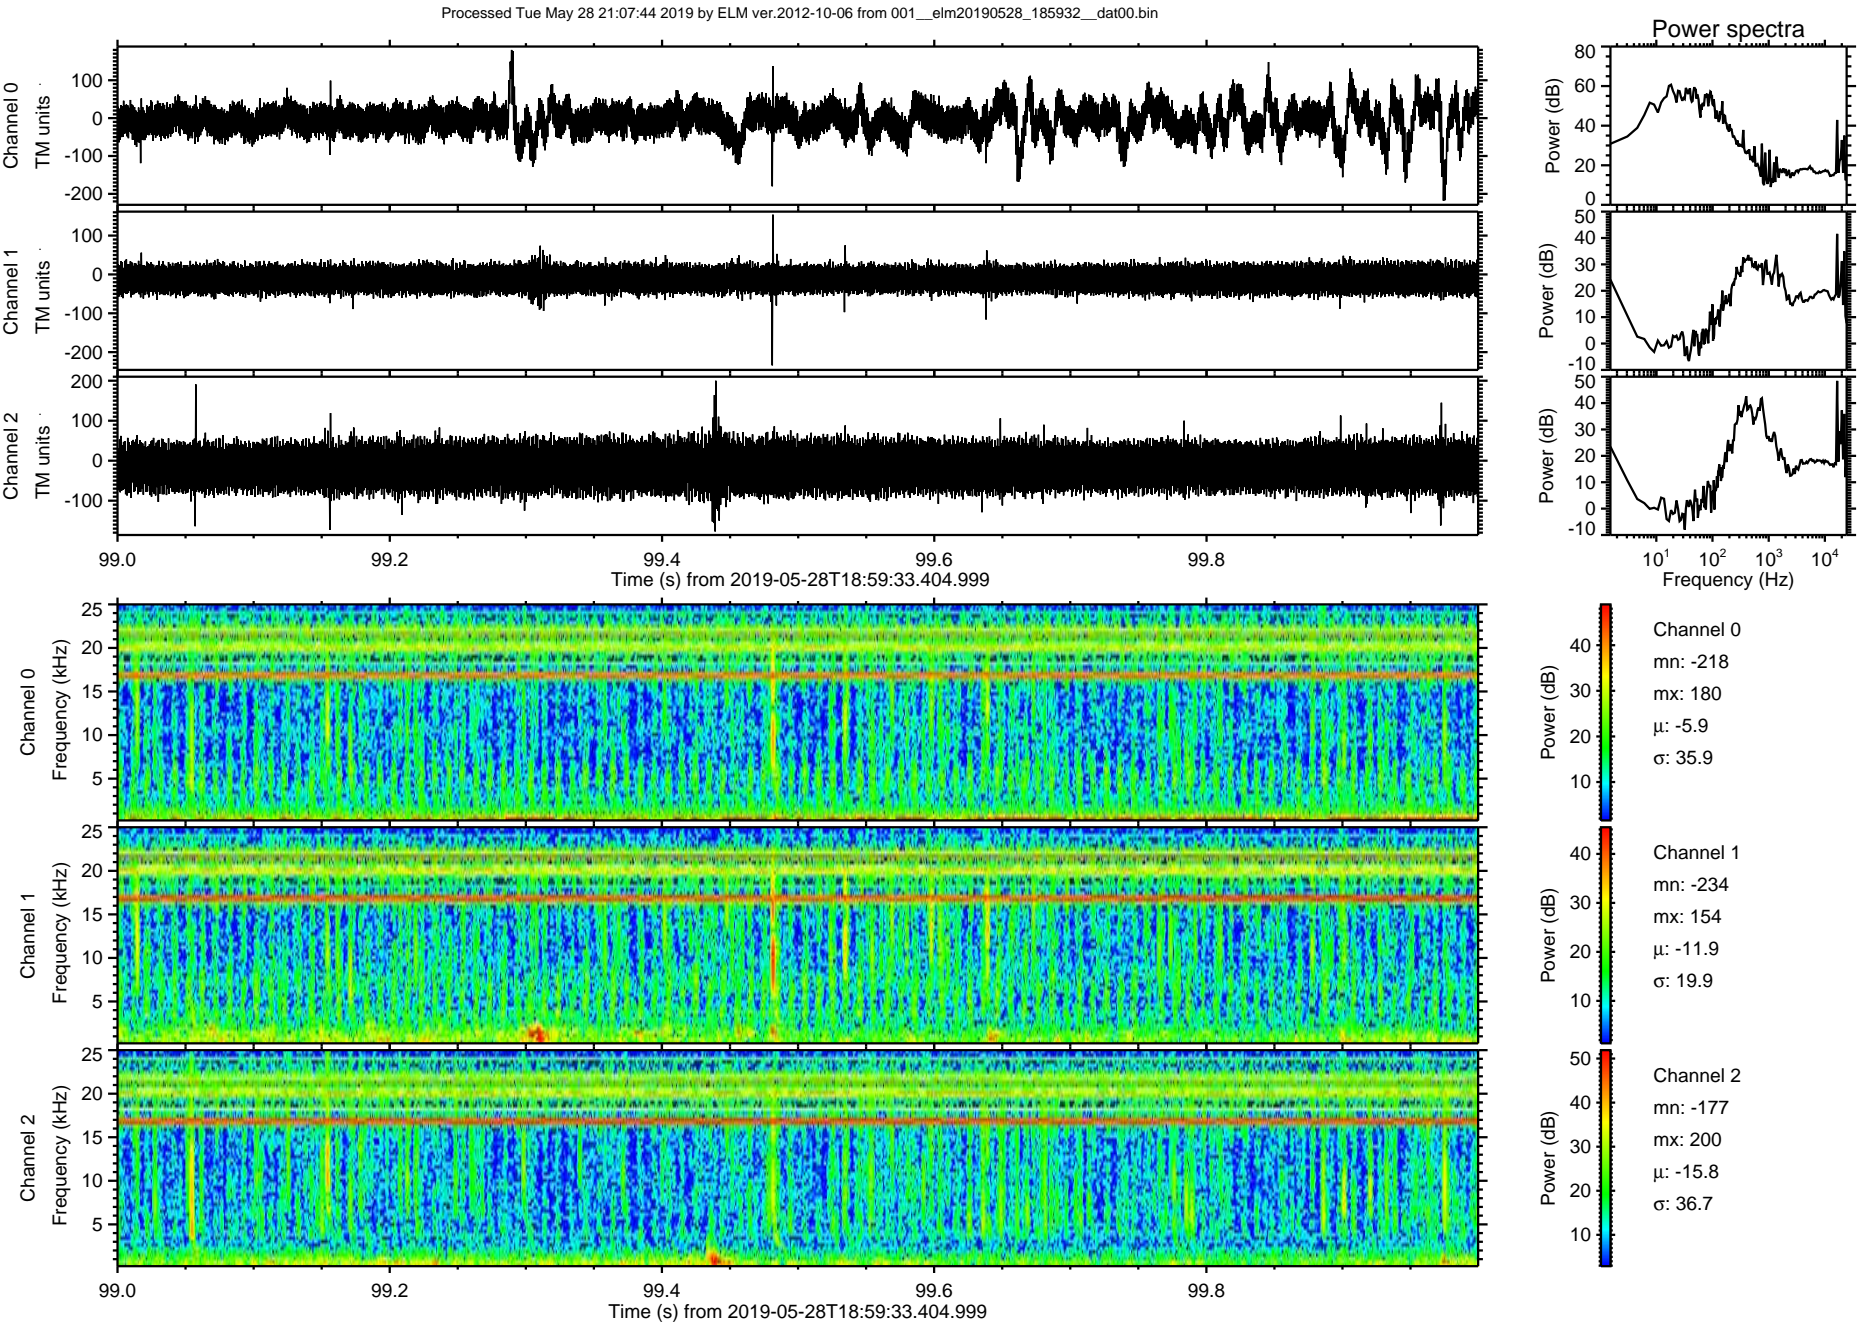 Processed Tue May 28 21:07:44 2019 by ELM ver.2012-10-06 from 001__elm20190528_185932__dat00.bin
Power spectra
Channel 0
TM units
100
0
-100
-200
Power (dB)
80
60
40
20
0
Channel 1
TM units
100
0
-100
-200
Power (dB)
50
40
30
20
10
0
-10
Channel 2
TM units
200
100
0
-100
Power (dB)
50
40
30
20
10
0
-10
99.0 99.2 99.4 99.6 99.8
Time (s) from 2019-05-28T18:59:33.404.999
10¹ 10² 10³ 10⁴
Frequency (Hz)
Channel 0
Frequency (kHz)
25
20
15
10
5
Power (dB)
40
30
20
10
Channel 0
mn: -218
mx: 180
μ: -5.9
σ: 35.9
Channel 1
Frequency (kHz)
25
20
15
10
5
Power (dB)
40
30
20
10
Channel 1
mn: -234
mx: 154
μ: -11.9
σ: 19.9
Channel 2
Frequency (kHz)
25
20
15
10
5
Power (dB)
50
40
30
20
10
Channel 2
mn: -177
mx: 200
μ: -15.8
σ: 36.7
99.0 99.2 99.4 99.6 99.8
Time (s) from 2019-05-28T18:59:33.404.999